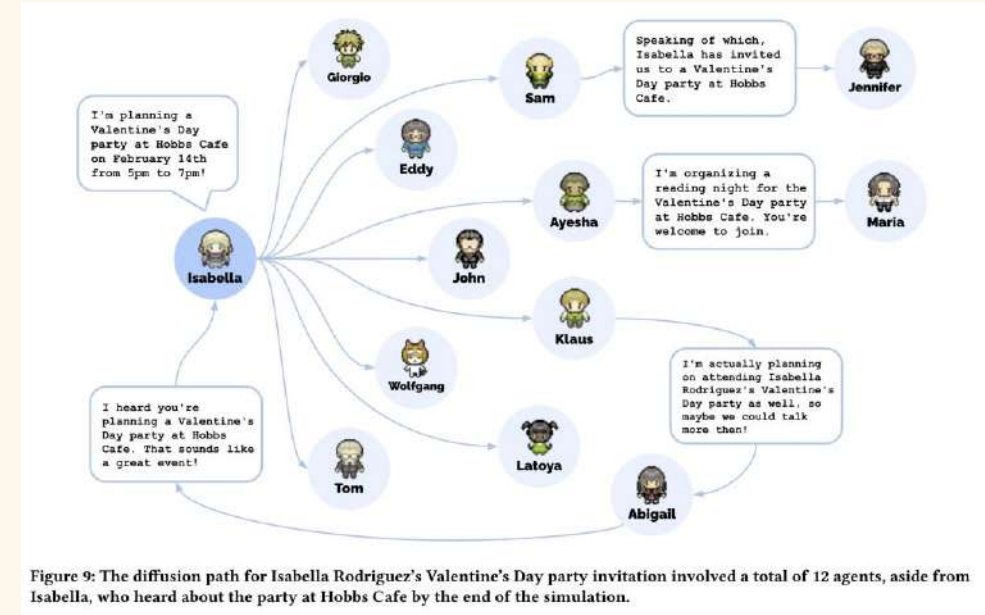 Giorgio
Speaking of which,
Isabella has invited
us to a Valentine's
Day party at Hobbs
Cafe.
Sam
Jennifer
I'm planning a
Valentine's Day
party at Hobbs Cafe
on February 14th
from 5pm to 7pm!
Eddy
I'm organizing a
reading night for the
Valentine's Day party
at Hobbs Cafe. You're
welcome to join.
Ayesha
Maria
Isabella
John
Klaus
Wolfgang
I'm actually planning
on attending Isabella
Rodriguez's Valentine's
Day party as well, so
maybe we could talk
more then!
I heard you're
planning a Valentine's
Day party at Hobbs
Cafe. That sounds like
a great event!
Latoya
Tom
Abigail
Figure 9: The diffusion path for Isabella Rodriguez's Valentine's Day party invitation involved a total of 12 agents, aside from
Isabella, who heard about the party at Hobbs Cafe by the end of the simulation.